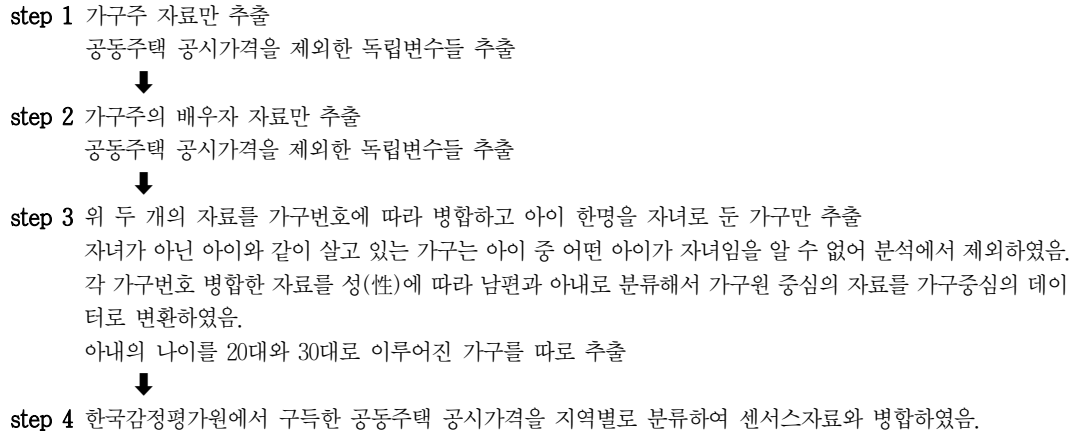 step 1 가구주 자료만 추출
공동주택 공시가격을 제외한 독립변수들 추출
step 2 가구주의 배우자 자료만 추출
공동주택 공시가격을 제외한 독립변수들 추출
step 3 위 두 개의 자료를 가구번호에 따라 병합하고 아이 한명을 자녀로 둔 가구만 추출
자녀가 아닌 아이와 같이 살고 있는 가구는 아이 중 어떤 아이가 자녀임을 알 수 없어 분석에서 제외하였음.
각 가구번호 병합한 자료를 성(性)에 따라 남편과 아내로 분류해서 가구원 중심의 자료를 가구중심의 데이
터로 변환하였음.
아내의 나이를 20대와 30대로 이루어진 가구를 따로 추출
step 4 한국감정평가원에서 구득한 공동주택 공시가격을 지역별로 분류하여 센서스자료와 병합하였음.